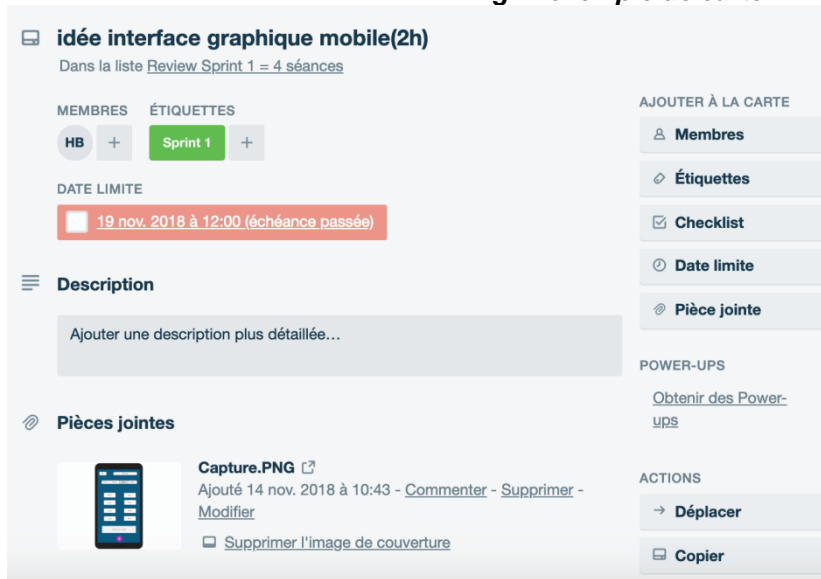 idée interface graphique mobile(2h)
Dans la liste Review Sprint 1 = 4 séances
MEMBRES ÉTIQUETTES
HB + Sprint 1 +
DATE LIMITE
19 nov. 2018 à 12:00 (échéance passée)
Description
Ajouter une description plus détaillée…
Pièces jointes
Capture.PNG
Ajouté 14 nov. 2018 à 10:43 - Commenter - Supprimer -
Modifier
Supprimer l'image de couverture
AJOUTER À LA CARTE
Membres
Étiquettes
Checklist
Date limite
Pièce jointe
POWER-UPS
Obtenir des Power-
ups
ACTIONS
Déplacer
Copier